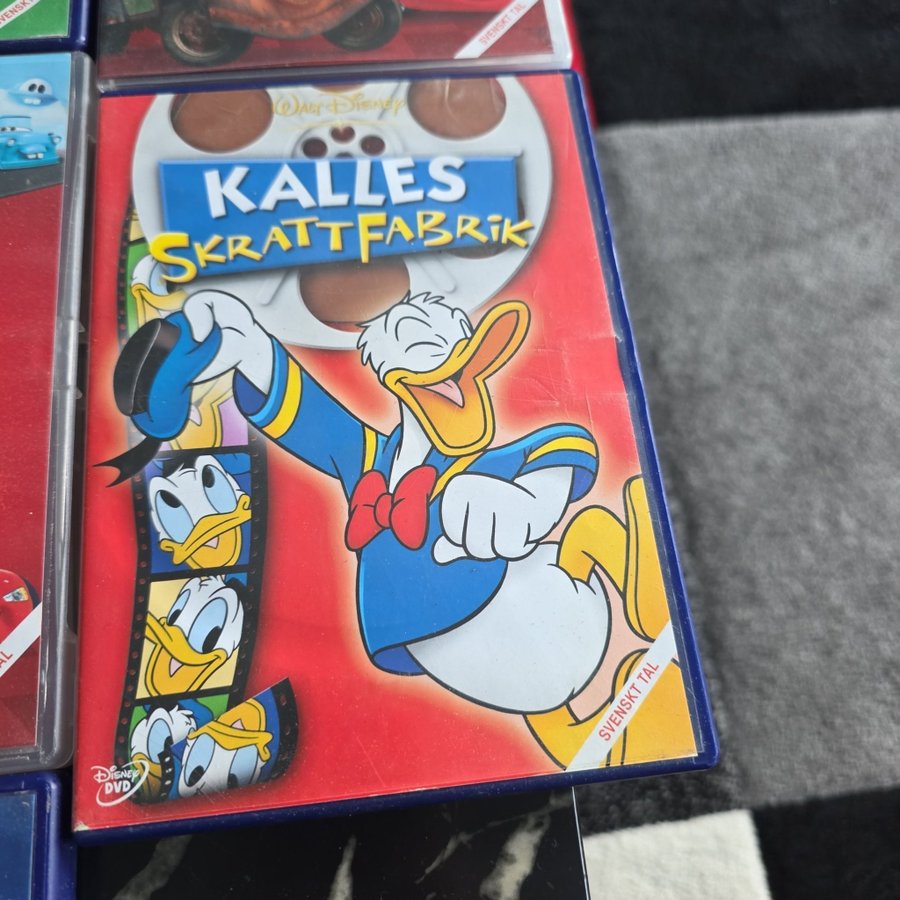 SVENSKT TAL
WALT DISNEY
KALLES
SKRATTFABRIK
SVENSKT TAL
DISNEY
DVD